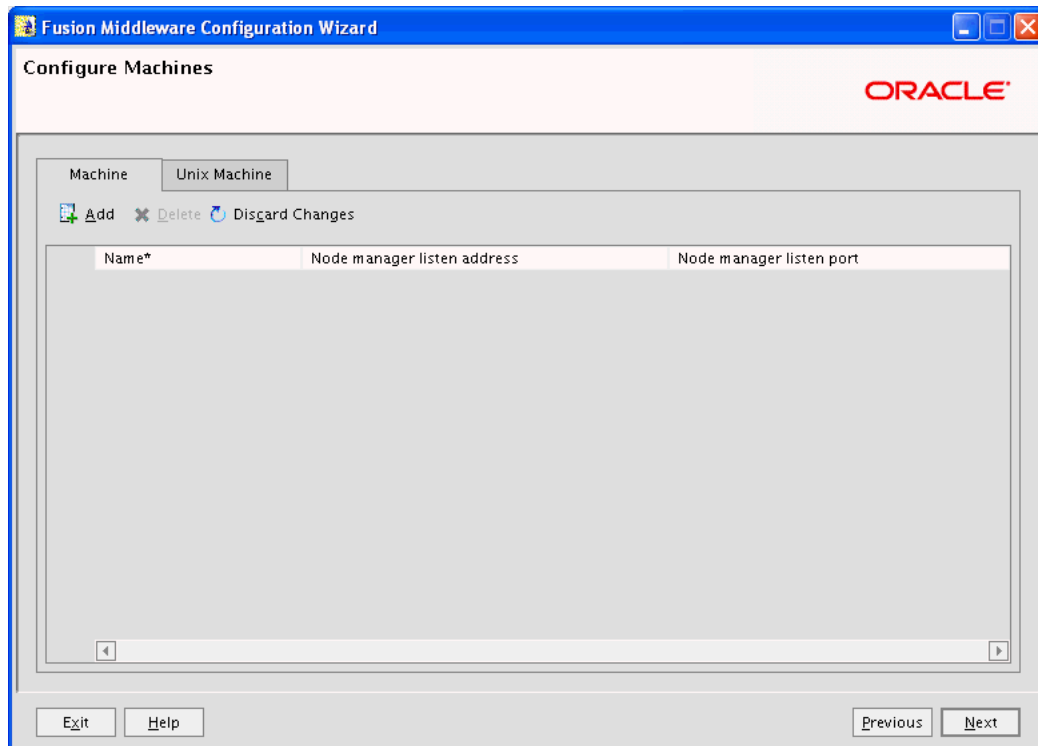 Fusion Middleware Configuration Wizard
Configure Machines
ORACLE
Machine Unix Machine
Add Delete Discard Changes
Name* Node manager listen address Node manager listen port
Exit Help Previous Next